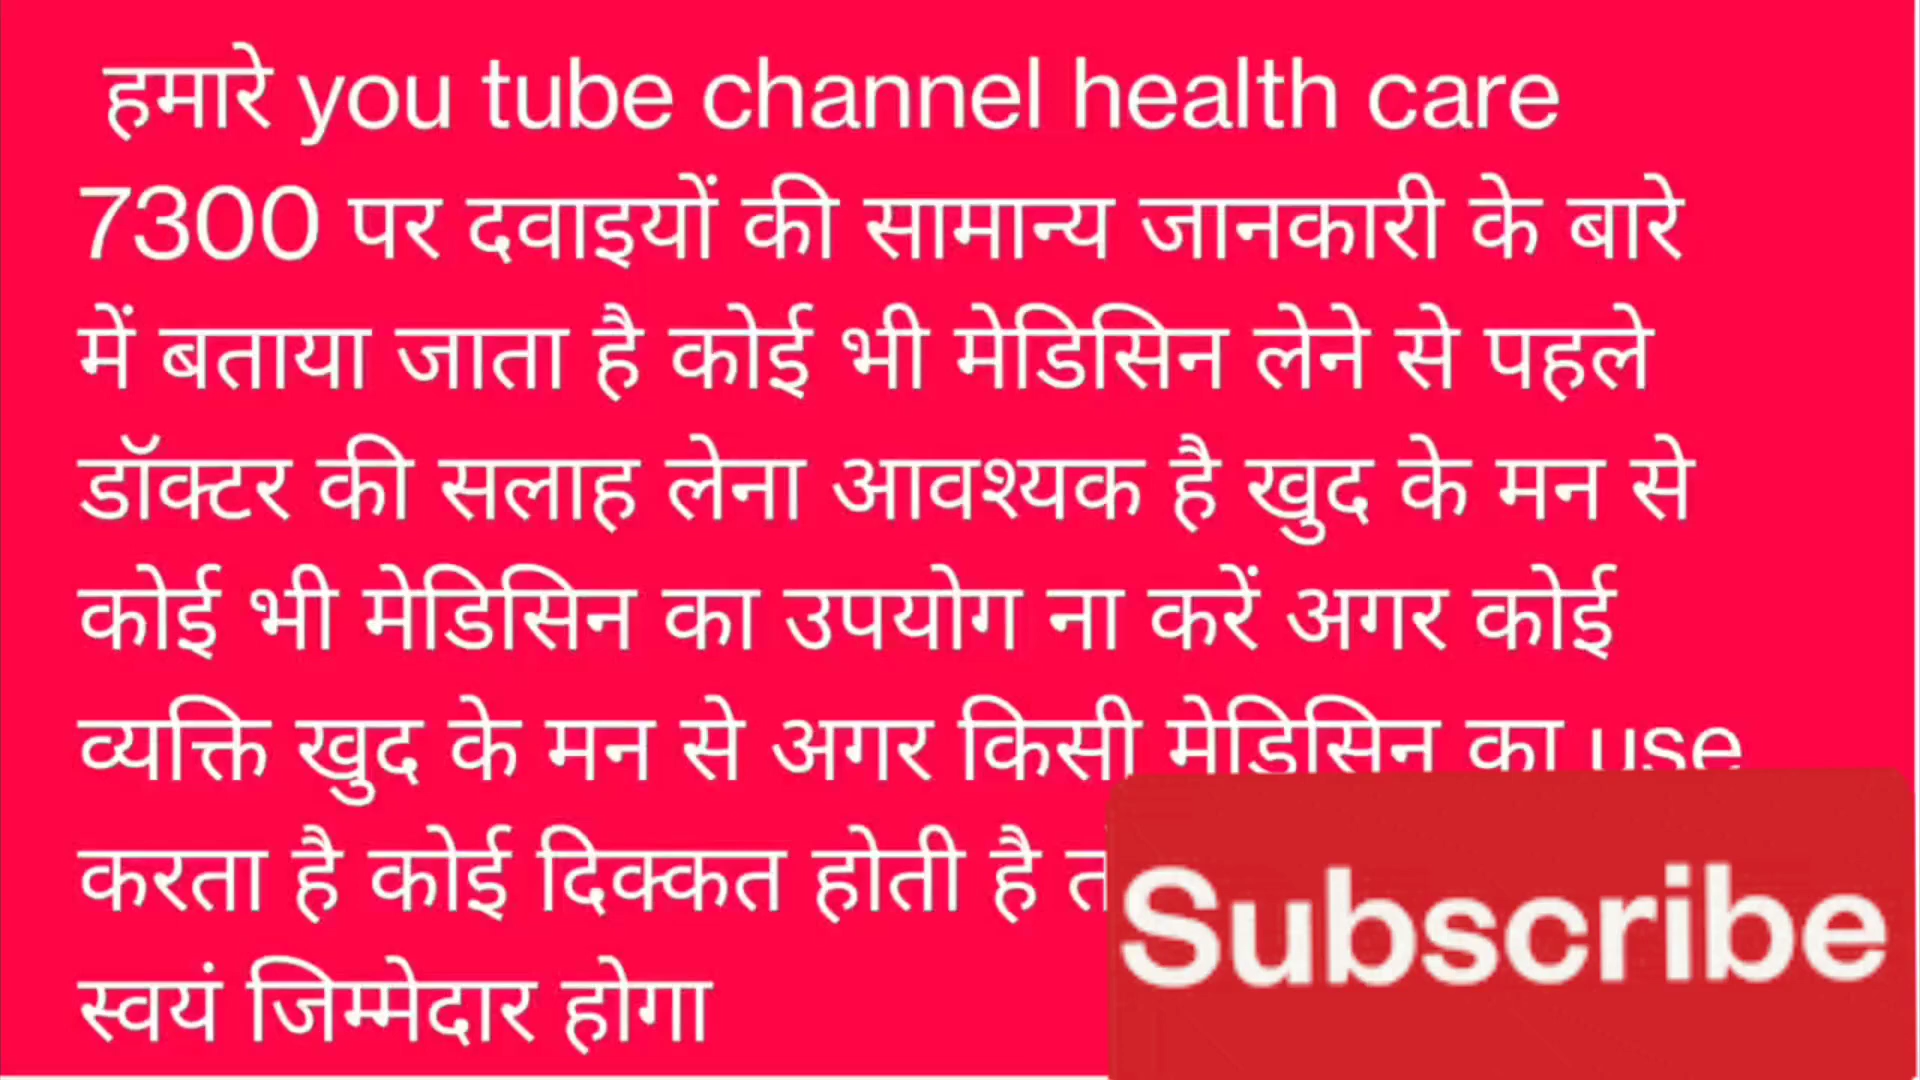 हमारे you tube channel health care
7300 पर दवाइयों की सामान्य जानकारी के बारे
में बताया जाता है कोई भी मेडिसिन लेने से पहले
डॉक्टर की सलाह लेना आवश्यक है खुद के मन से
कोई भी मेडिसिन का उपयोग ना करें अगर कोई
व्यक्ति खुद के मन से अगर किसी मेडिसिन का use
करता है कोई दिक्कत होती है
स्वयं जिम्मेदार होगा
Subscribe